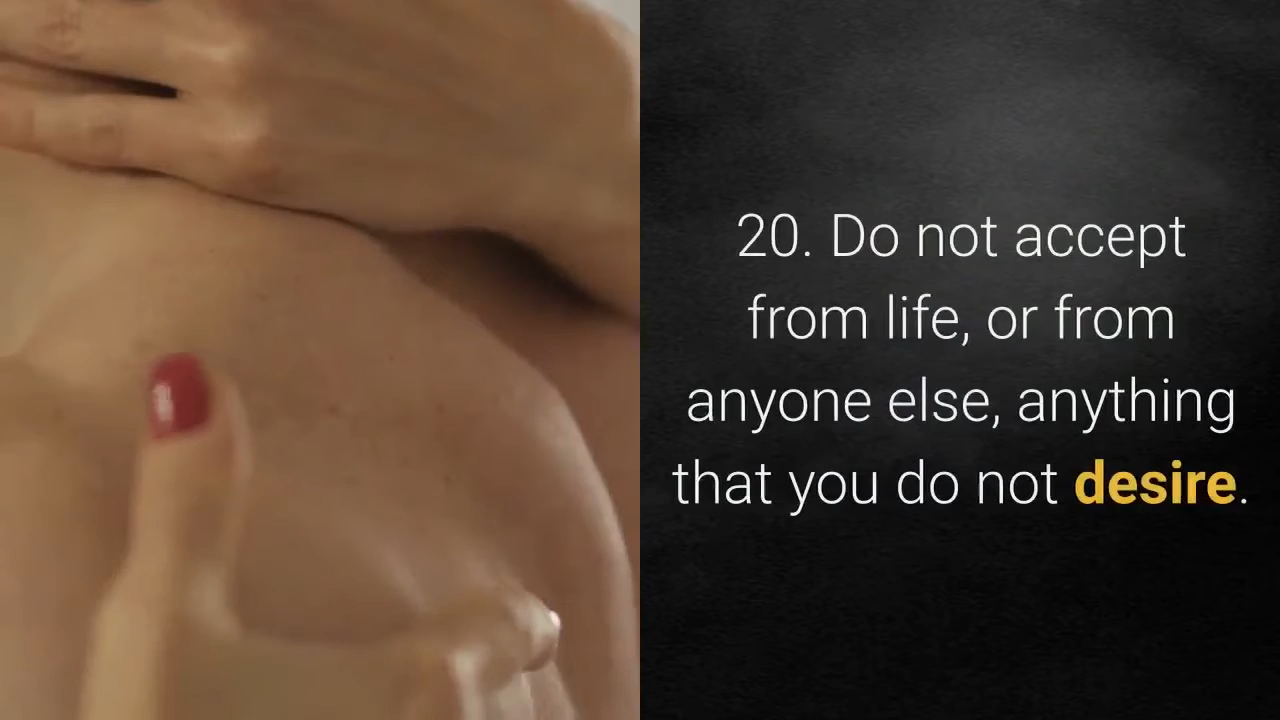 20. Do not accept
from life, or from
anyone else, anything
that you do not desire.